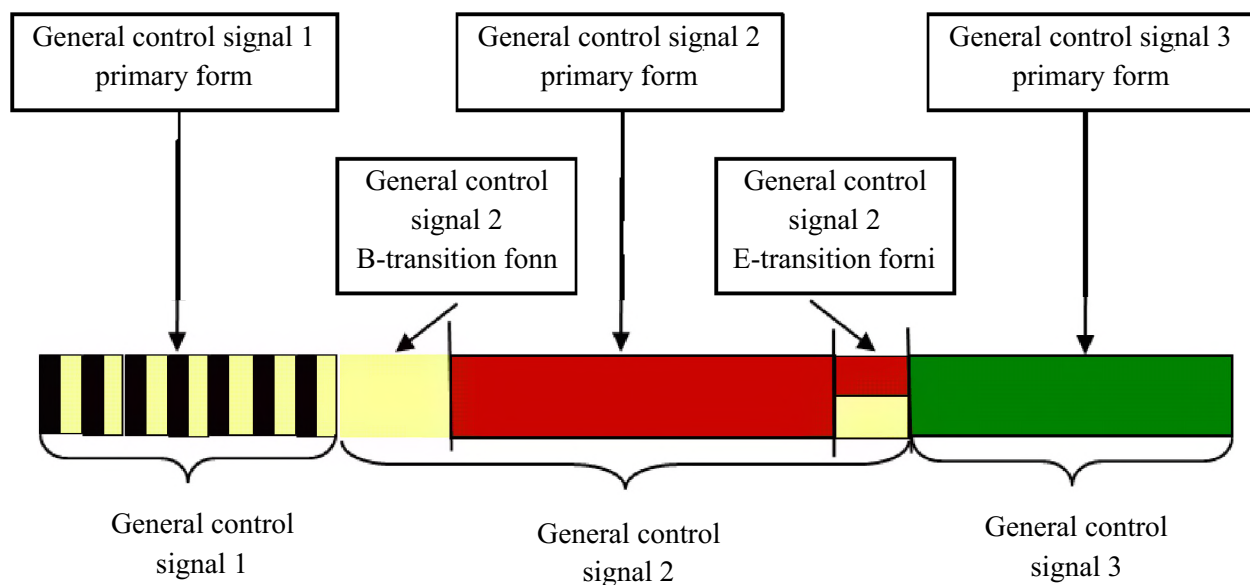 General control signal 1
primary form
General control signal 2
primary form
General control signal 3
primary form
General control
signal 2
B-transition fonn
General control
signal 2
E-transition forni
General control
signal 1
General control
signal 2
General control
signal 3